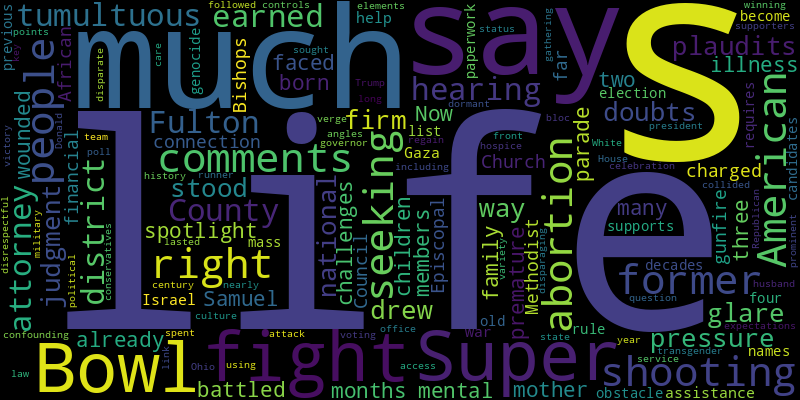 previous
tumultuous
followed controls
earned
much
say
s
elements
help
status
gathering
far
supporters
become
winning
plaudits
points
key
people
African
disparate
care
genocide
Bishops
faced
born
sought
Trump
long
paperwork
hearing
two
election
doubts
illness
victory
Donald
wounded
team
life
Fulton
connection
firm
verge
angles
governor
Now
list
Gaza
dormant
front
hospice
Church
bloc
parade
many
supports
White
House
president
celebration
charged
American
requires
candidates
disrespectful
attorney
military
judgment
financial
poll
district
history
runner
comments
stood
County
spotlight
lasted
mass
right
national
challenges
Council
seeking
children
regain
including
members
Episcopal
way
family
variety
premature
Methodist
disparaging
abortion
decades
collided
former
gunfire
three
Republican
prominent
political
conservatives
century
Israel
culture
nearly
Samuel
drew
war
old
state
rule
question
four
husband
glare
expectations
confounding
law
already
spent
link
attack
voting
office
Super
pressure
year
transgender
names
Bowl
fight
Ohio
using
access
service
shooting
battled
months
mental
mother
obstacle
assistance